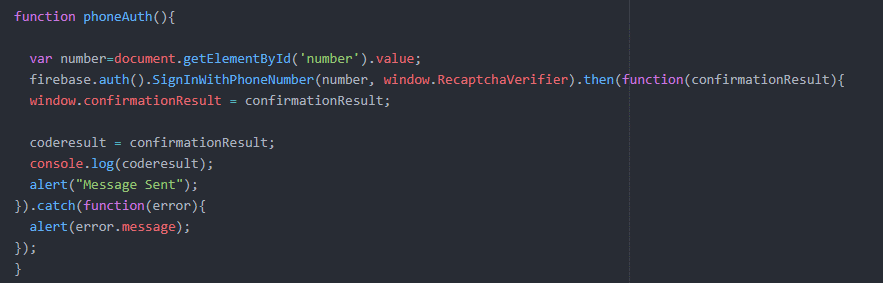 function phoneAuth(){
var number=document.getElementById('number').value;
firebase.auth().SignInWithPhoneNumber(number, window.RecaptchaVerifier).then(function(confirmationResult){
window.confirmationResult = confirmationResult;
coderesult = confirmationResult;
console.log(coderesult);
alert("Message Sent");
}).catch(function(error){
alert(error.message);
});
}